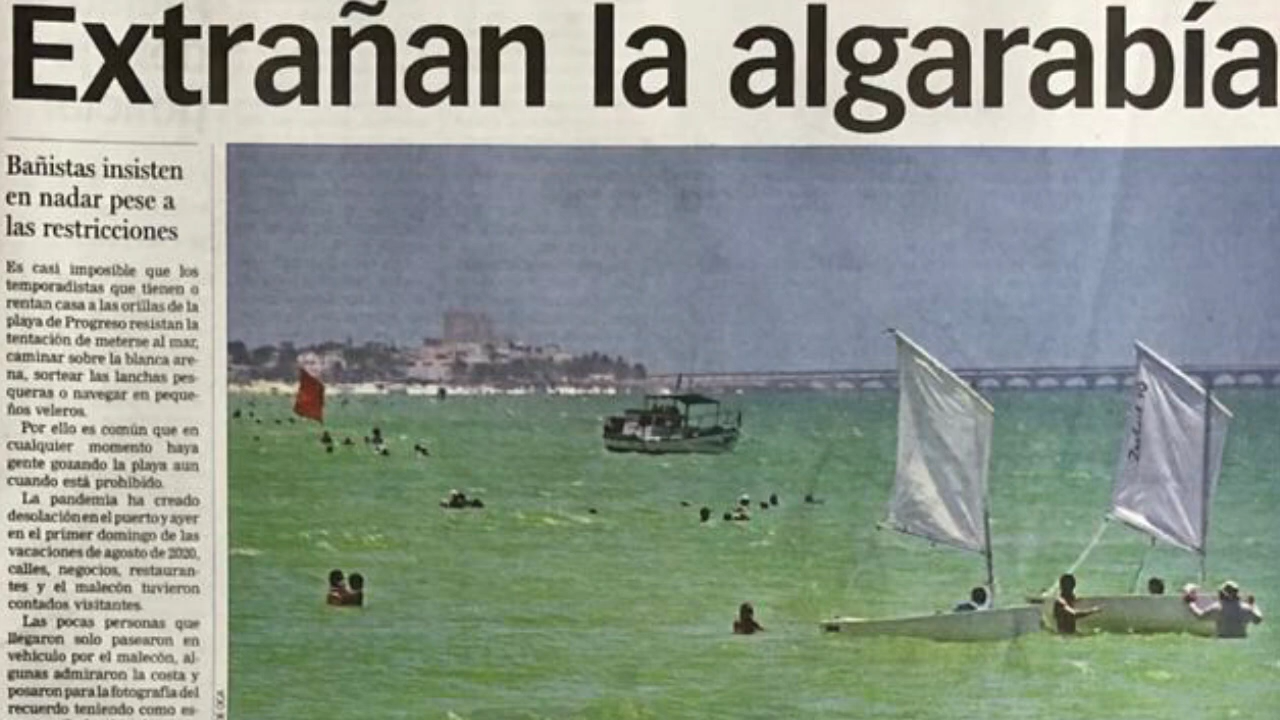 Extrañan la algarabía
Bañistas insisten
en nadar pese a
las restricciones
Es casi imposible que los
temporadistas que tienen o
rentan casa a las orillas de la
playa de Progreso resistan la
tentación de meterse al mar,
caminar sobre la blanca are-
na, sortear las lanchas pes-
queras o navegar en peque-
ños veleros.
Por ello es común que en
cualquier momento haya
gente gozando la playa aun
cuando está prohibido.
La pandemia ha creado
desolación en el puerto y ayer
en el primer domingo de las
vacaciones de agosto de 2020,
calles, negocios, restauran-
tes y el malecón tuvieron
contados visitantes.
Las pocas personas que
llegaron solo pasearon en
vehículo por el malecón, al-
gunas admiraron la costa y
posaron para la fotografía del
recuerdo teniendo como es-